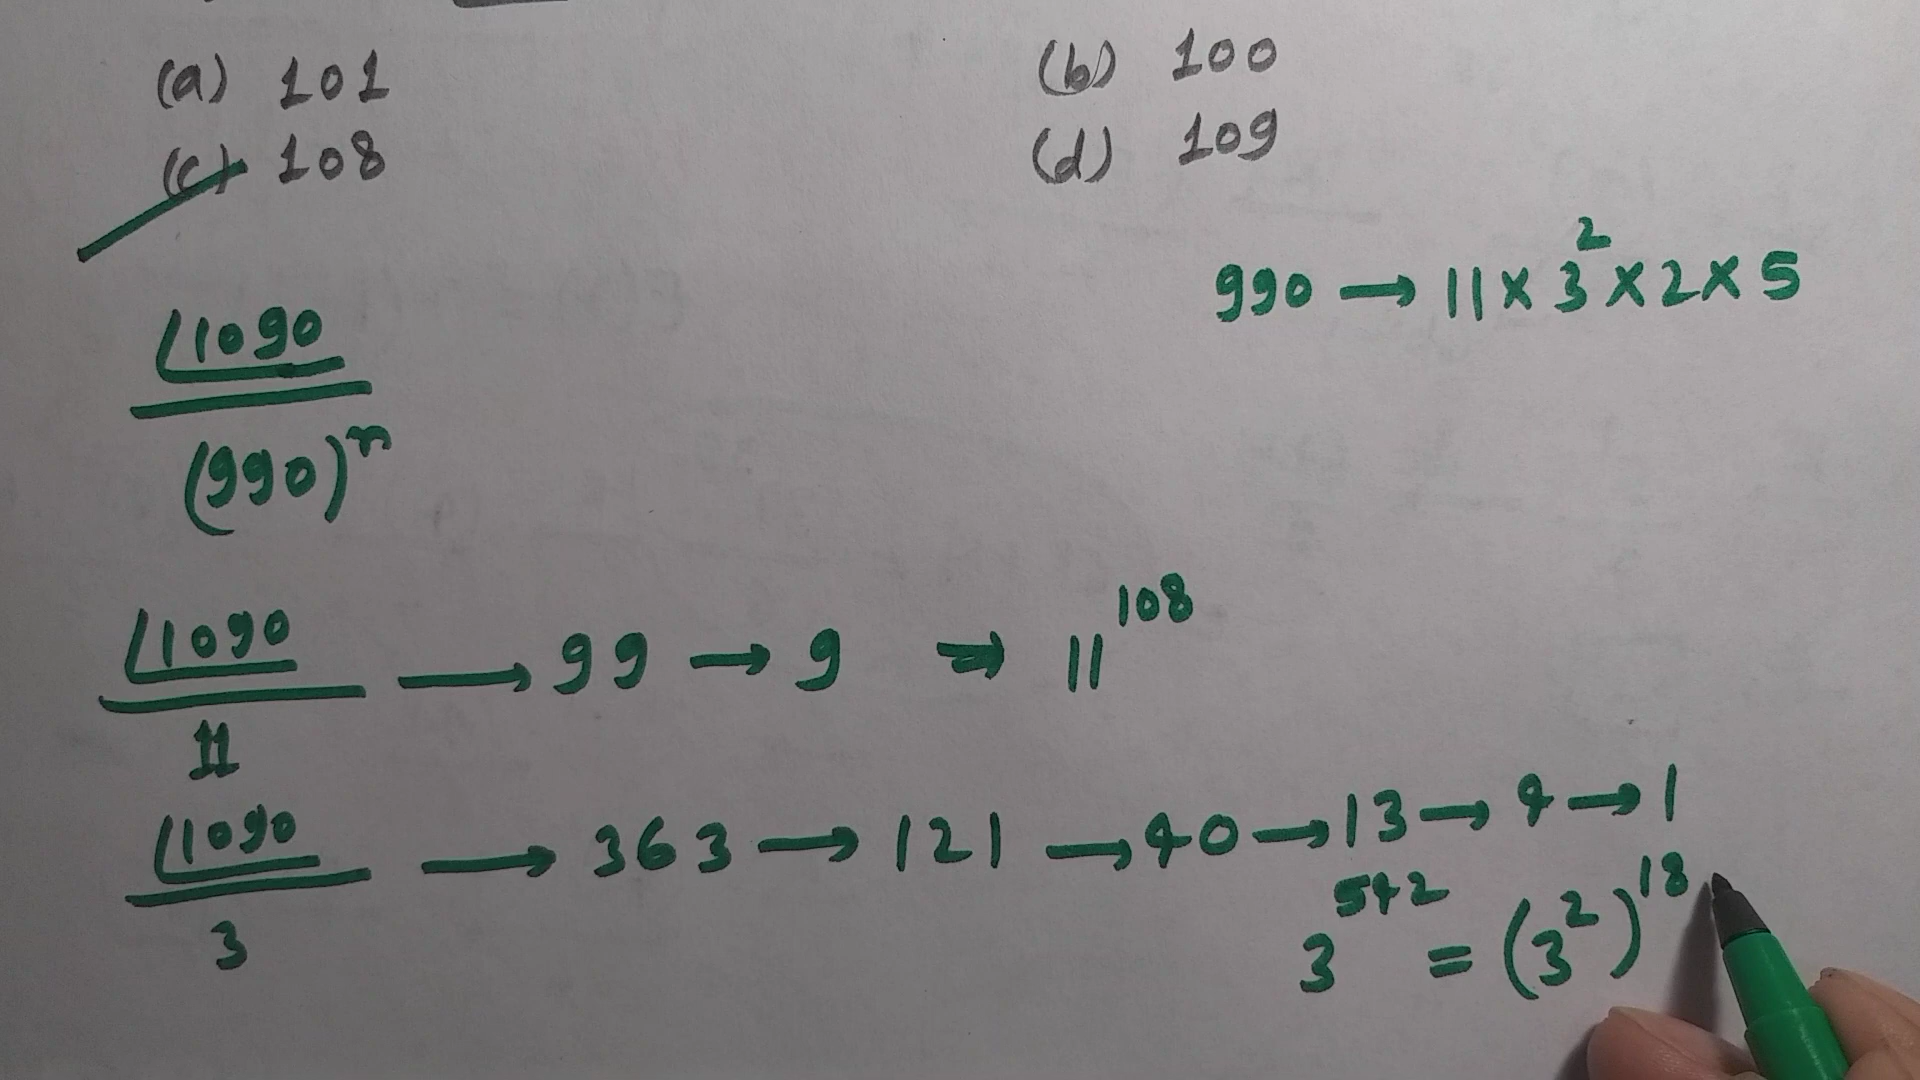 (a) 101 (b) 100
(c) 108 (d) 109
990 → 11 × 3² × 2 × 5
1090
(990)ⁿ
1090 → 99 → 9 ⇒ 11¹⁰⁸
11
1090 → 363 → 121 → 40 → 13 → 4 → 1
3
3⁵⁴² = (3²)¹⁸